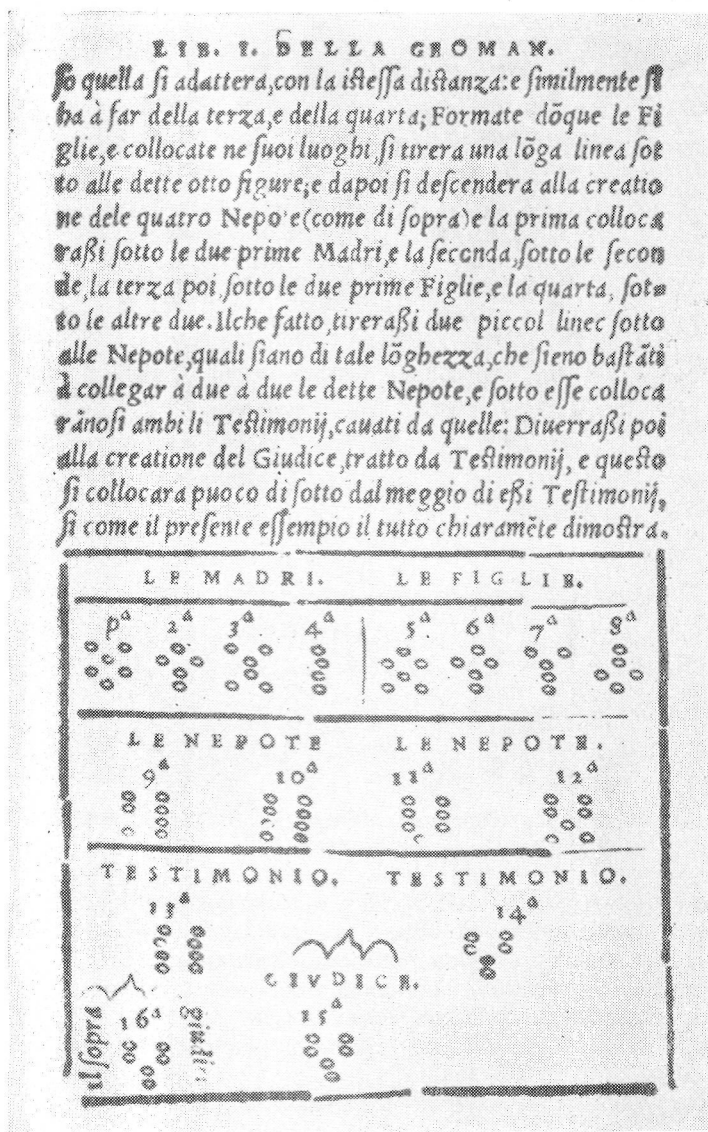 LIB. I. DELLA GEOMAN.
ſo quella ſi adattera,con la iſteſſa diſtanza:e ſimilmente ſi
ha à far della terza,e della quarta; Formate dõque le Fi
glie,e collocate ne ſuoi luoghi,ſi tirera una lõga linea ſot
to alle dette otto figure;e dapoi ſi deſcendera alla creatio
ne dele quatro Nepo'e(come di ſopra)e la prima colloca
raßi ſotto le due prime Madri,e la ſeconda,ſotto le ſecon
de,la terza poi ſotto le due prime Figlie,e la quarta, ſot-
to le altre due.Ilche fatto,tireraßi due piccol linee ſotto
alle Nepote,quali ſiano di tale lõghezza,che ſieno baſtãti
à collegar à due à due le dette Nepote,e ſotto eſſe colloca
rãnoſi ambi li Teſtimonij,cauati da quelle: Diuerraßi poi
alla creatione del Giudice,tratto da Teſtimonij, e queſto
ſi collocara puoco di ſotto dal meggio di eßi Teſtimonij,
ſi come il preſente eſſempio il tutto chiaramẽte dimoſtra.
LE MADRI. LE FIGLIE.
pª 2ª 3ª 4ª 5ª 6ª 7ª 8ª
LE NEPOTE LE NEPOTE.
9ª 10ª 11ª 12ª
TESTIMONIO. TESTIMONIO.
13ª 14ª
GIVDICE.
Il ſopra 16ª giudici 15ª